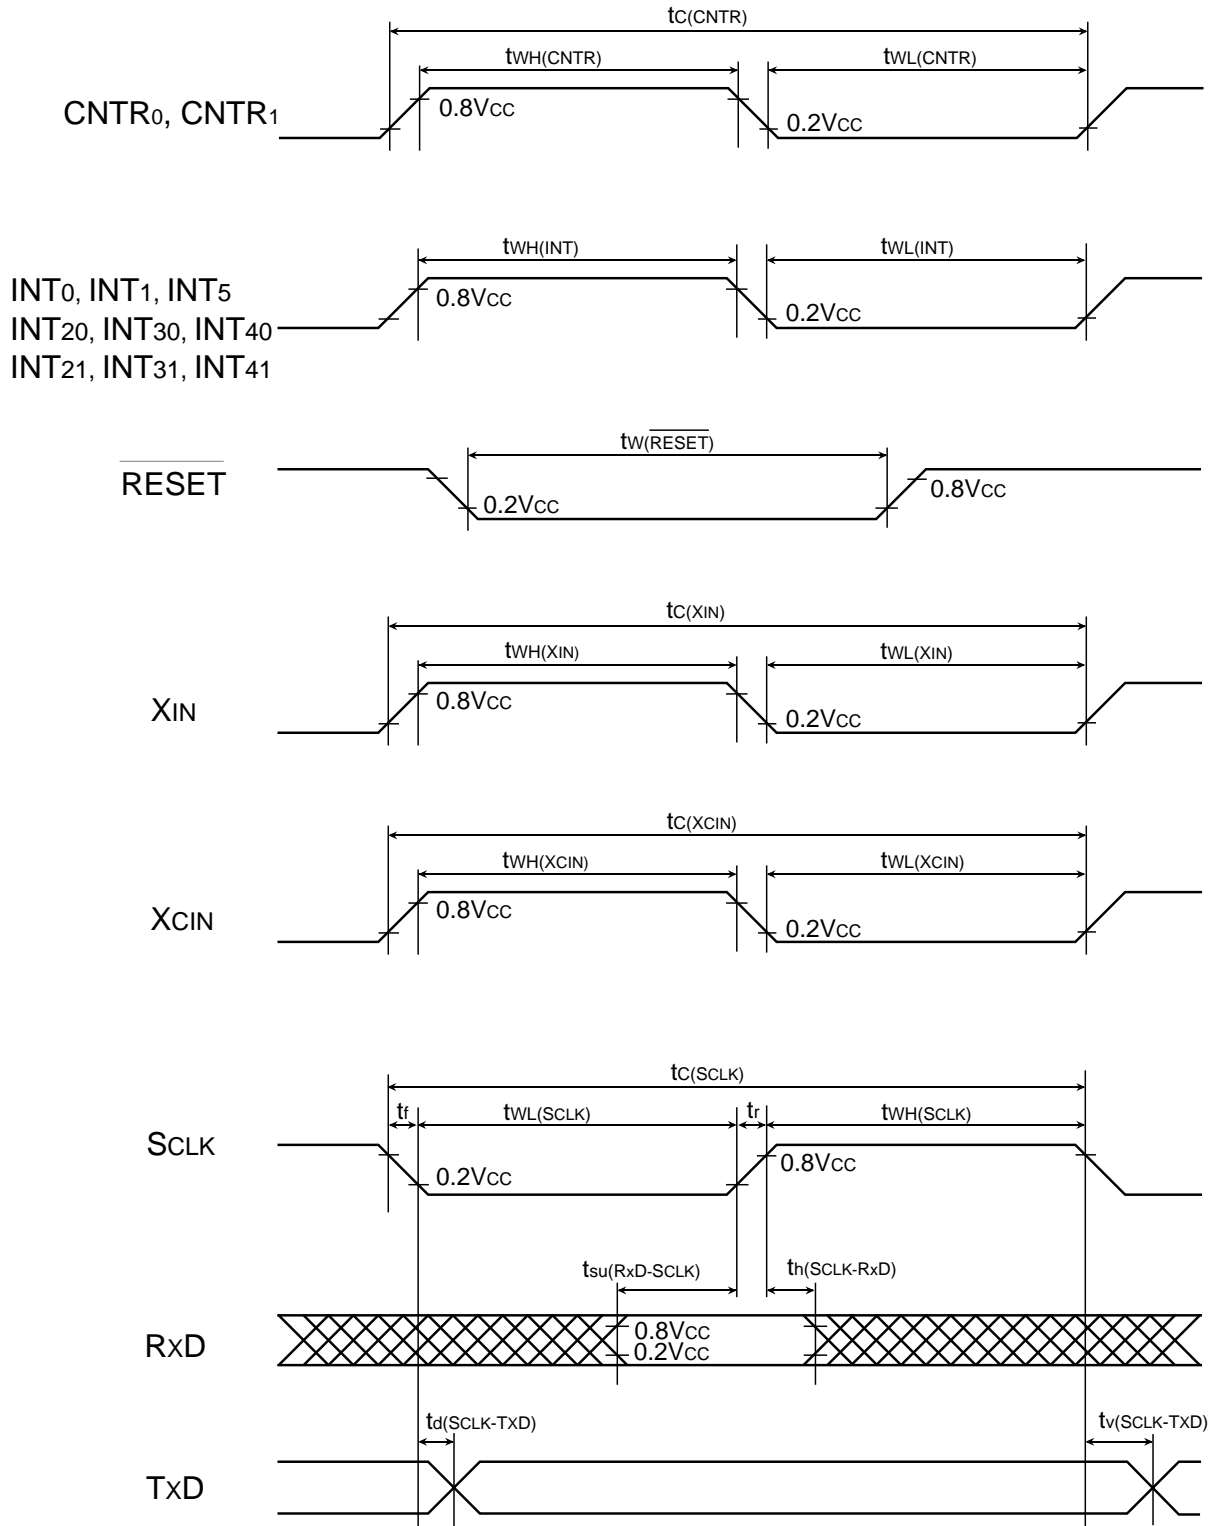 tC(CNTR)
tWH(CNTR) tWL(CNTR)
CNTR0, CNTR1
0.8VCC
0.2VCC
tWH(INT) tWL(INT)
INT0, INT1, INT5
INT20, INT30, INT40
INT21, INT31, INT41
0.8VCC
0.2VCC
tW(RESET)
RESET
0.2VCC
0.8VCC
tC(XIN)
tWH(XIN) tWL(XIN)
XIN
0.8VCC
0.2VCC
tC(XCIN)
tWH(XCIN) tWL(XCIN)
XCIN
0.8VCC
0.2VCC
tC(SCLK)
tf tWL(SCLK) tr tWH(SCLK)
SCLK
0.2VCC
0.8VCC
tsu(RxD-SCLK) th(SCLK-RxD)
RXD
0.8VCC
0.2VCC
td(SCLK-TXD) tv(SCLK-TXD)
TXD